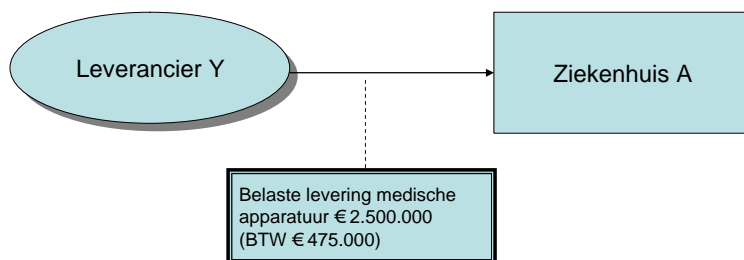 Leverancier Y
Ziekenhuis A
Belaste levering medische
apparatuur € 2.500.000
(BTW € 475.000)